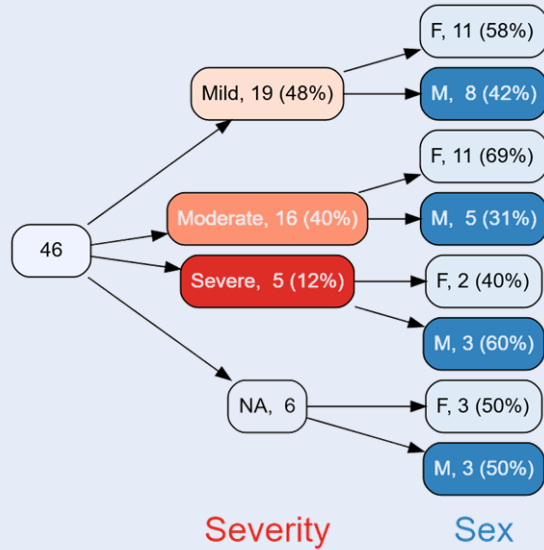 F, 11 (58%)
Mild, 19 (48%)
M, 8 (42%)
F, 11 (69%)
Moderate, 16 (40%)
M, 5 (31%)
46
Severe, 5 (12%)
F, 2 (40%)
M, 3 (60%)
NA, 6
F, 3 (50%)
M, 3 (50%)
Severity Sex